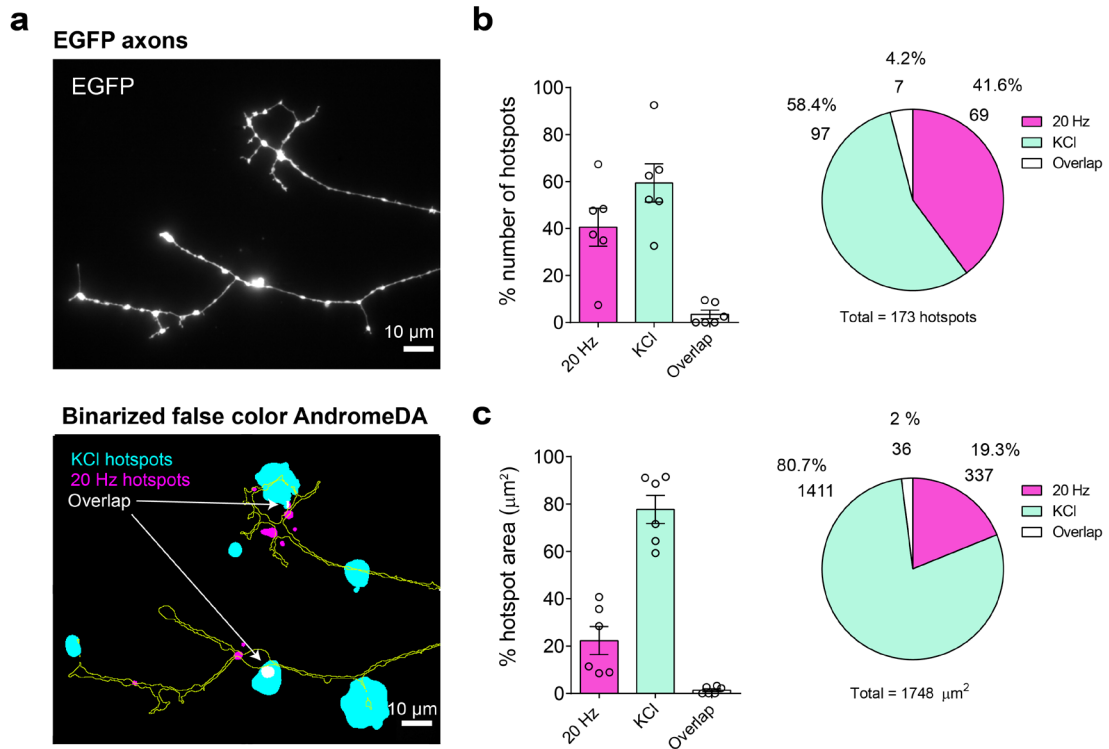 a
EGFP axons
EGFP
10 µm
Binarized false color AndromeDA
KCl hotspots
20 Hz hotspots
Overlap
10 µm
b
% number of hotspots
100
80
60
40
20
0
20 Hz
KCl
Overlap
4.2%
7
41.6%
69
58.4%
97
20 Hz
KCl
Overlap
Total = 173 hotspots
c
% hotspot area (µm²)
100
80
60
40
20
0
20 Hz
KCl
Overlap
2 %
36
19.3%
337
80.7%
1411
20 Hz
KCl
Overlap
Total = 1748 µm²